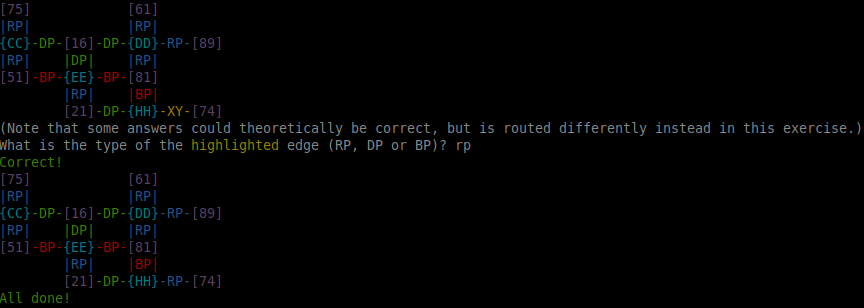 [75]            [61]
|RP|            |RP|
{CC}-DP-[16]-DP-{DD}-RP-[89]
|RP|    |DP|    |RP|
[51]-BP-{EE}-BP-[81]
        |RP|    |BP|
        [21]-DP-{HH}-XY-[74]
(Note that some answers could theoretically be correct, but is routed differently instead in this exercise.)
What is the type of the highlighted edge (RP, DP or BP)? rp
Correct!
[75]            [61]
|RP|            |RP|
{CC}-DP-[16]-DP-{DD}-RP-[89]
|RP|    |DP|    |RP|
[51]-BP-{EE}-BP-[81]
        |RP|    |BP|
        [21]-DP-{HH}-RP-[74]
All done!